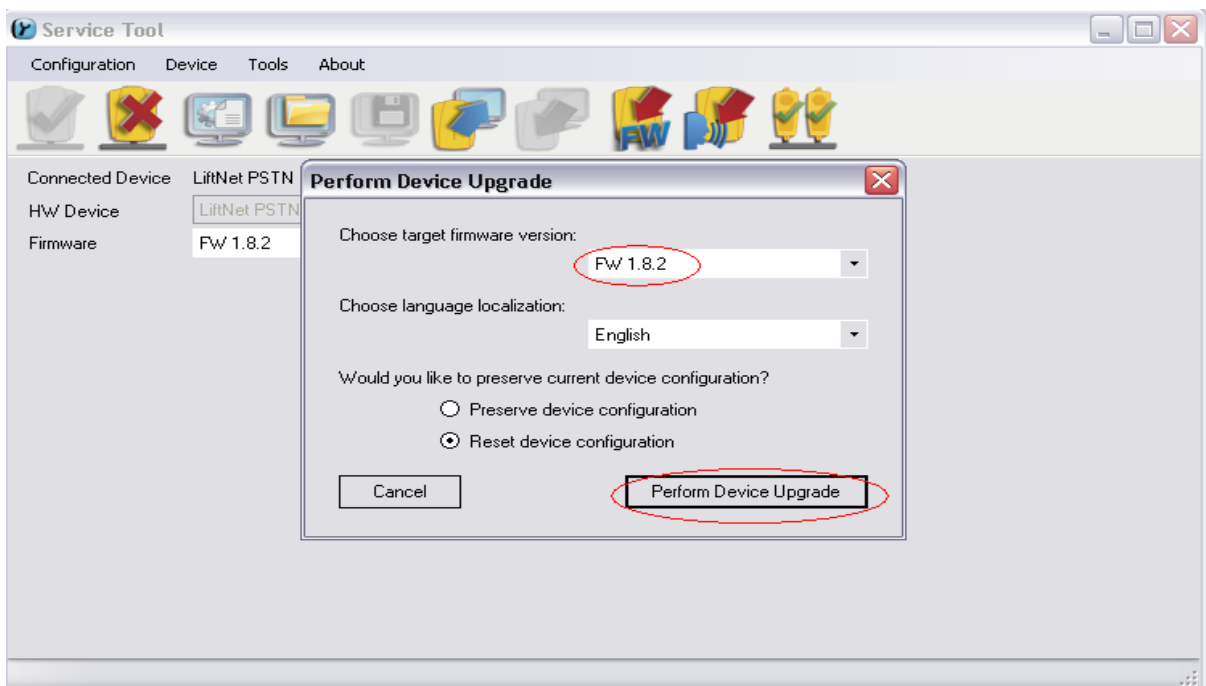 Service Tool
Configuration Device Tools About
FW
Connected Device LiftNet PSTN
HW Device LiftNet PSTN
Firmware FW 1.8.2
Perform Device Upgrade
Choose target firmware version:
FW 1.8.2
Choose language localization:
English
Would you like to preserve current device configuration?
Preserve device configuration
Reset device configuration
Cancel Perform Device Upgrade